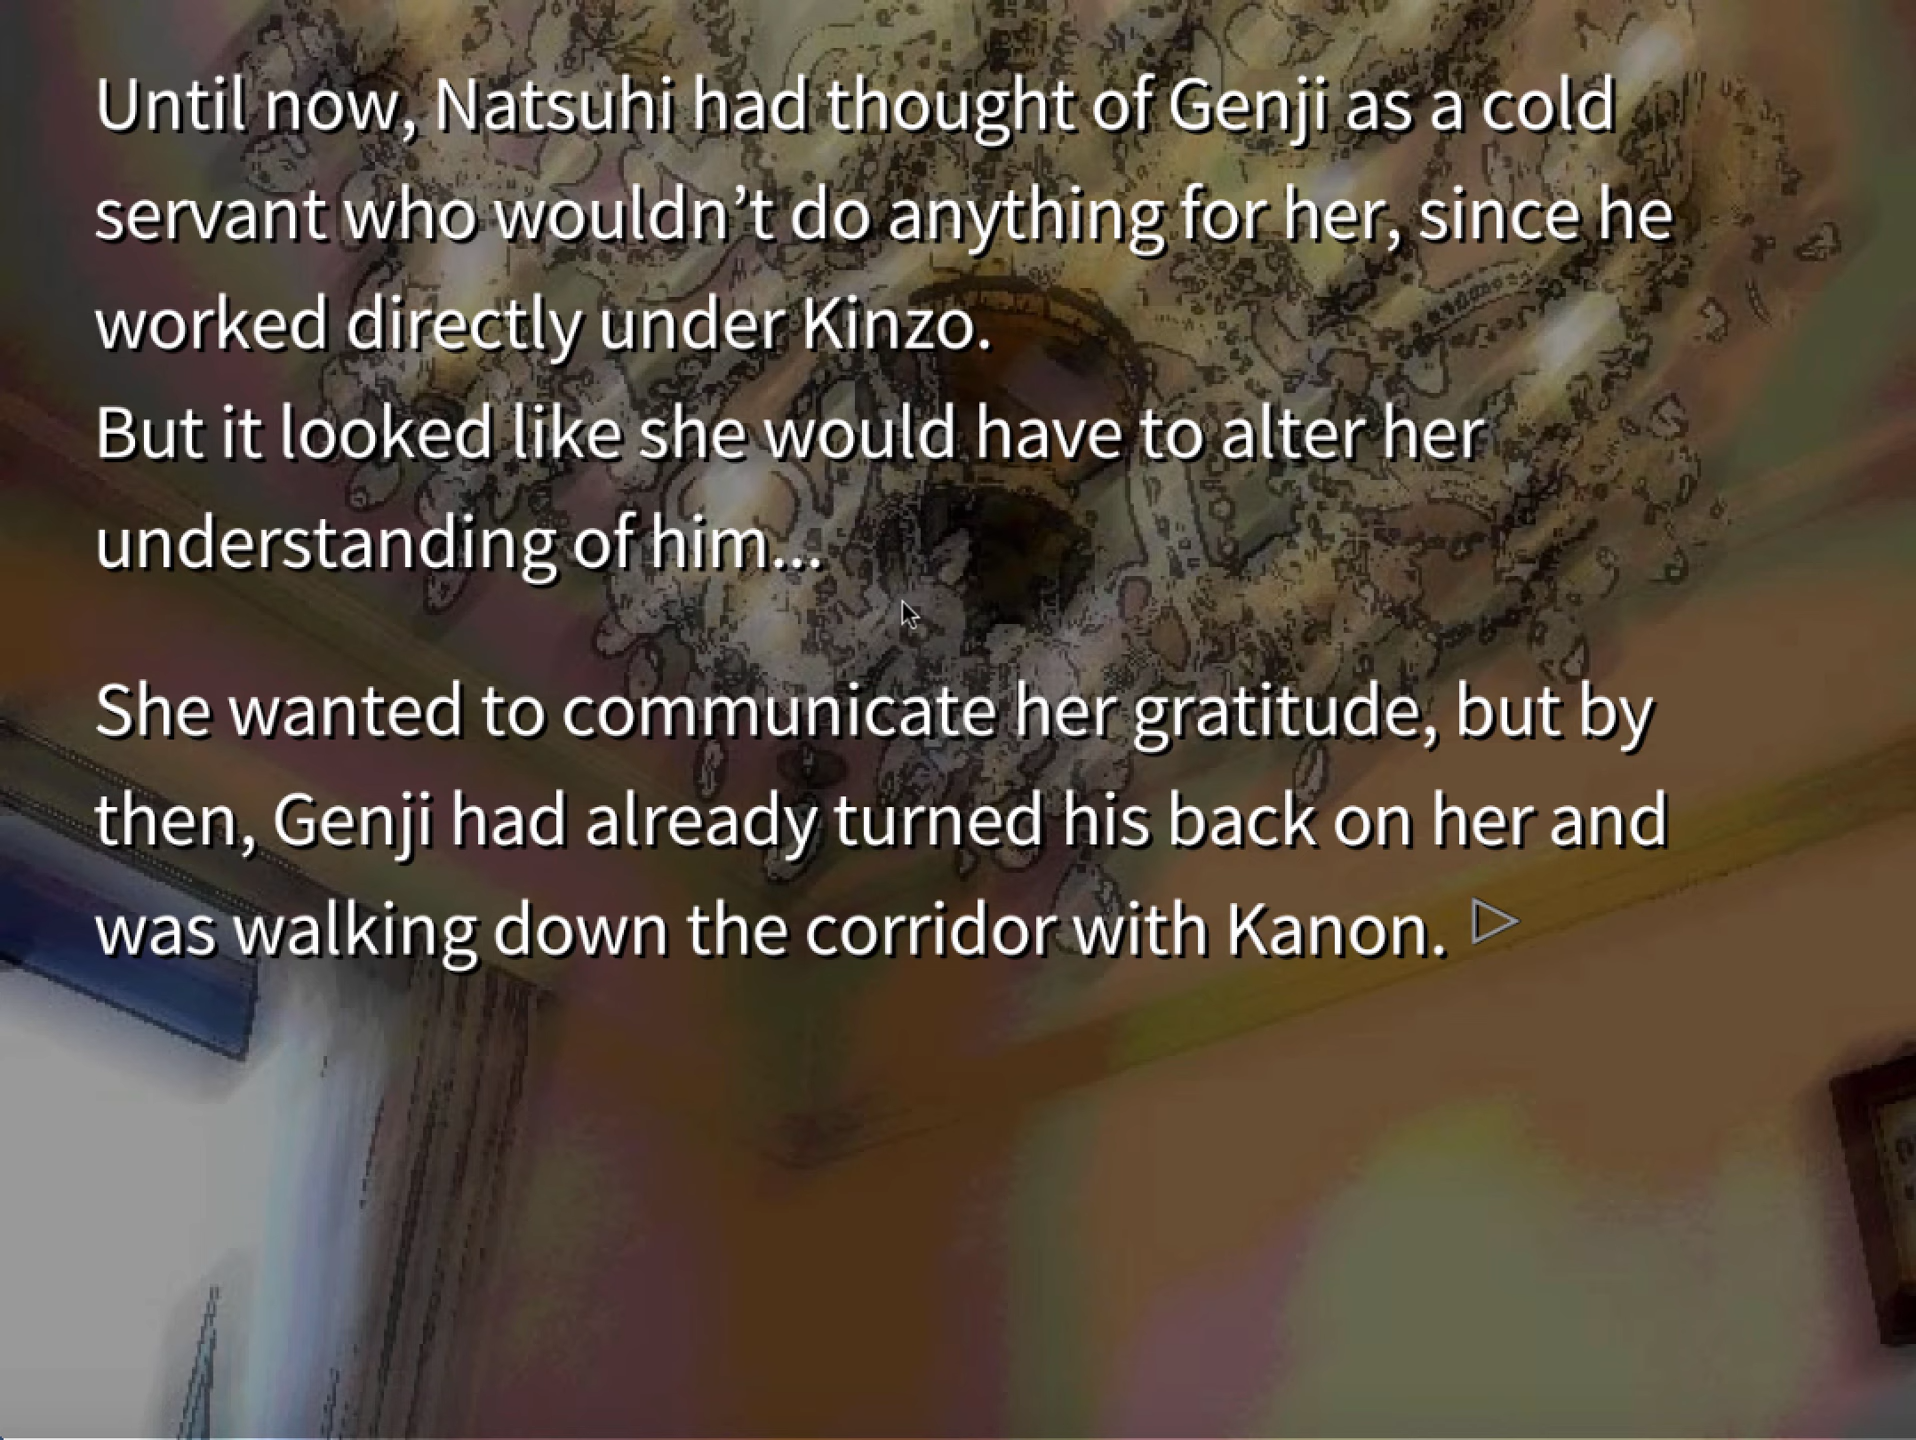 Until now, Natsuhi had thought of Genji as a cold
servant who wouldn’t do anything for her, since he
worked directly under Kinzo.
But it looked like she would have to alter her
understanding of him...
She wanted to communicate her gratitude, but by
then, Genji had already turned his back on her and
was walking down the corridor with Kanon.